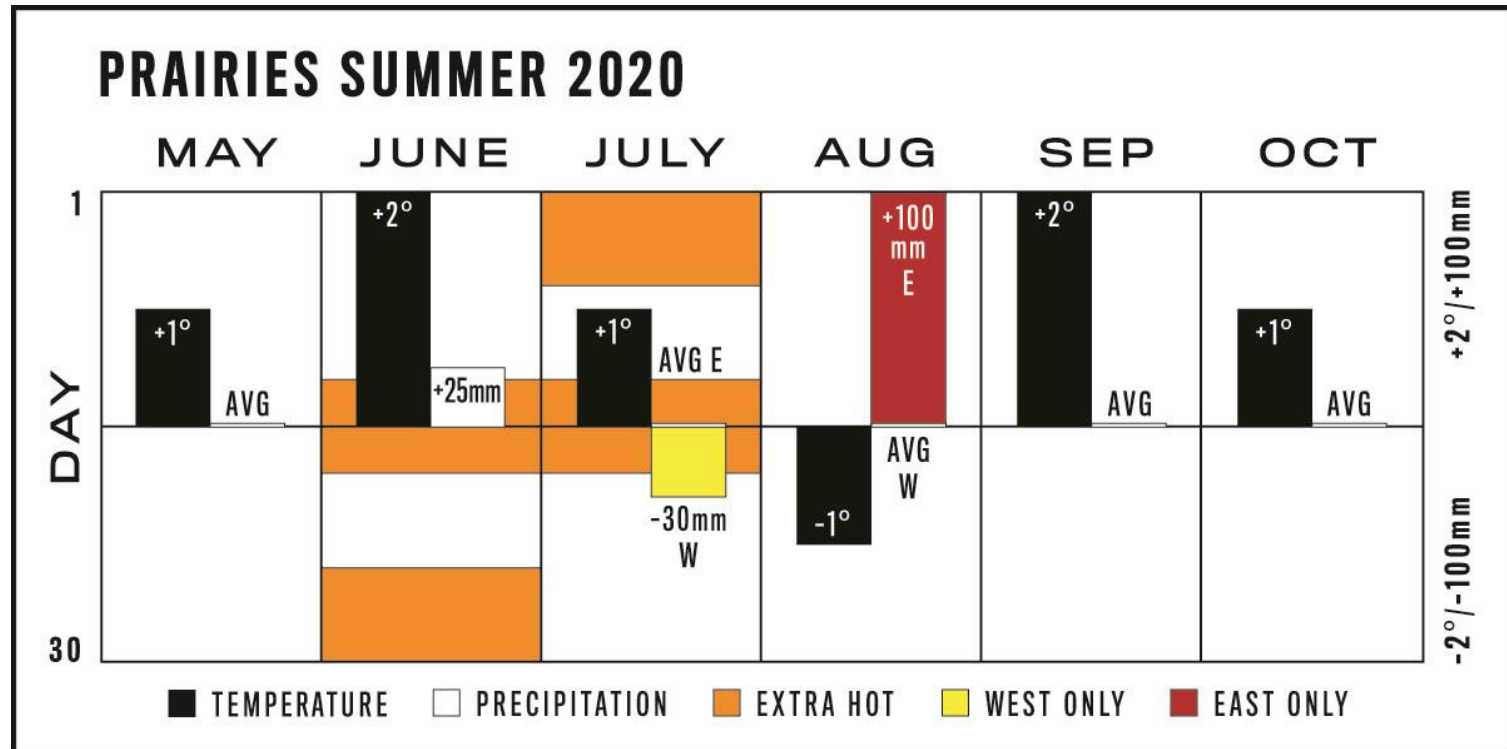 PRAIRIES SUMMER 2020
MAY JUNE JULY AUG SEP OCT
1
DAY
30
+1°
AVG
+2°
+25mm
+1°
AVG E
-30mm
W
-1°
+100
mm
E
AVG
W
+2°
AVG
+1°
AVG
+2°/+100mm
-2°/-100mm
TEMPERATURE PRECIPITATION EXTRA HOT WEST ONLY EAST ONLY